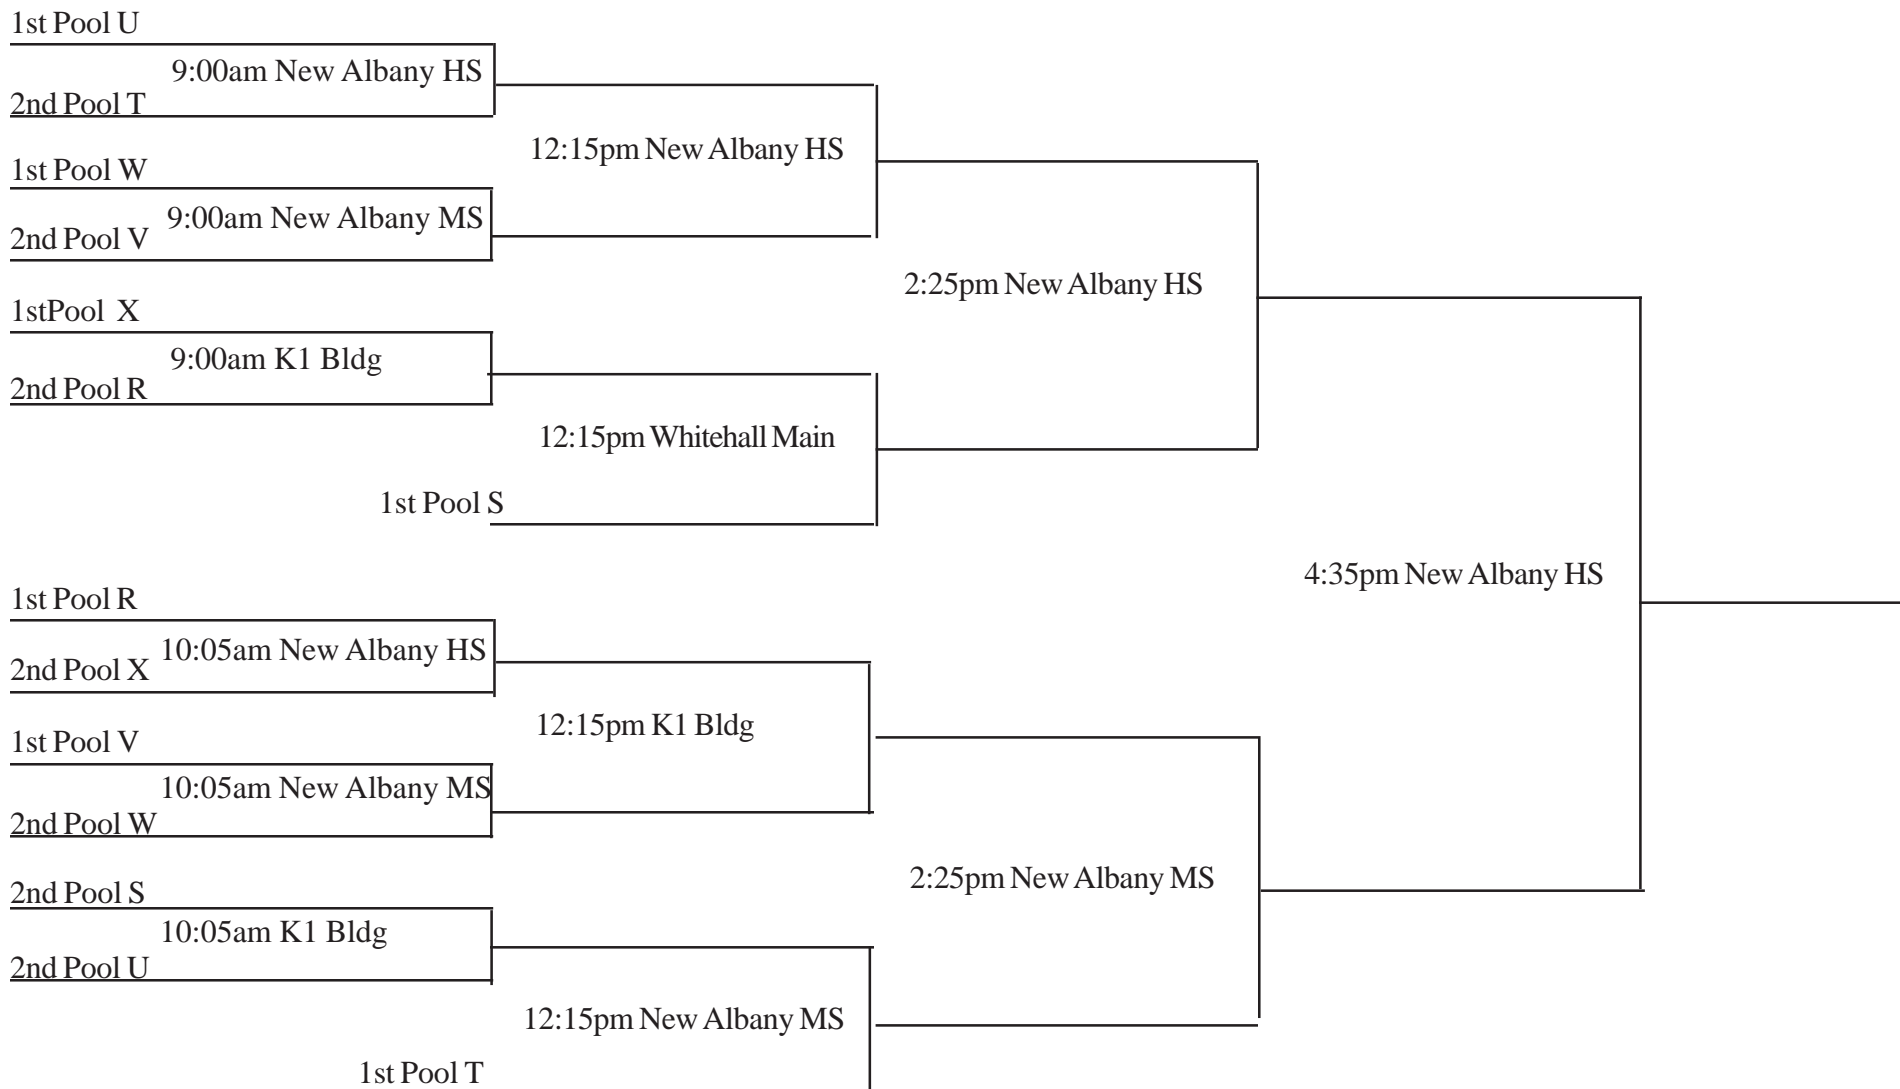 1st Pool U
9:00am New Albany HS
2nd Pool T
12:15pm New Albany HS
1st Pool W
9:00am New Albany MS
2nd Pool V
2:25pm New Albany HS
1stPool X
9:00am K1 Bldg
2nd Pool R
12:15pm Whitehall Main
1st Pool S
4:35pm New Albany HS
1st Pool R
10:05am New Albany HS
2nd Pool X
12:15pm K1 Bldg
1st Pool V
10:05am New Albany MS
2nd Pool W
2:25pm New Albany MS
2nd Pool S
10:05am K1 Bldg
2nd Pool U
12:15pm New Albany MS
1st Pool T